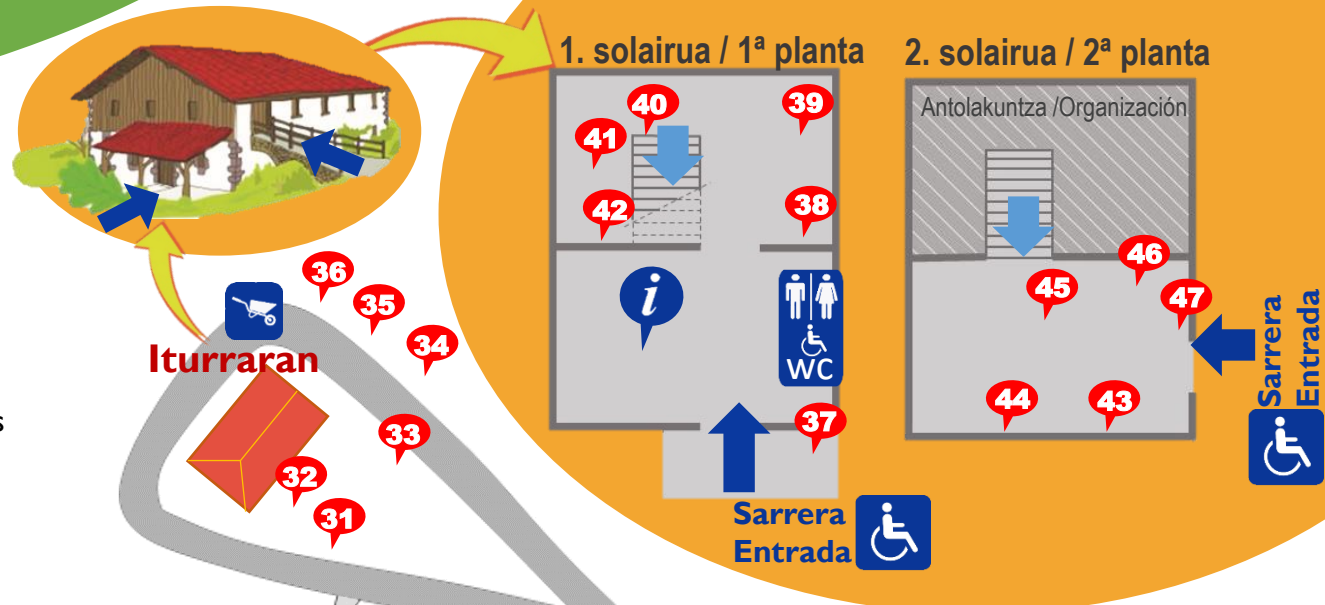 1. solairua / 1ª planta
2. solairua / 2ª planta
40
39
41
42
38
i
WC
37
Sarrera
Entrada
Antolakuntza /Organización
46
45
47
44
43
Sarrera
Entrada
36
35
34
Iturraran
33
32
31
s